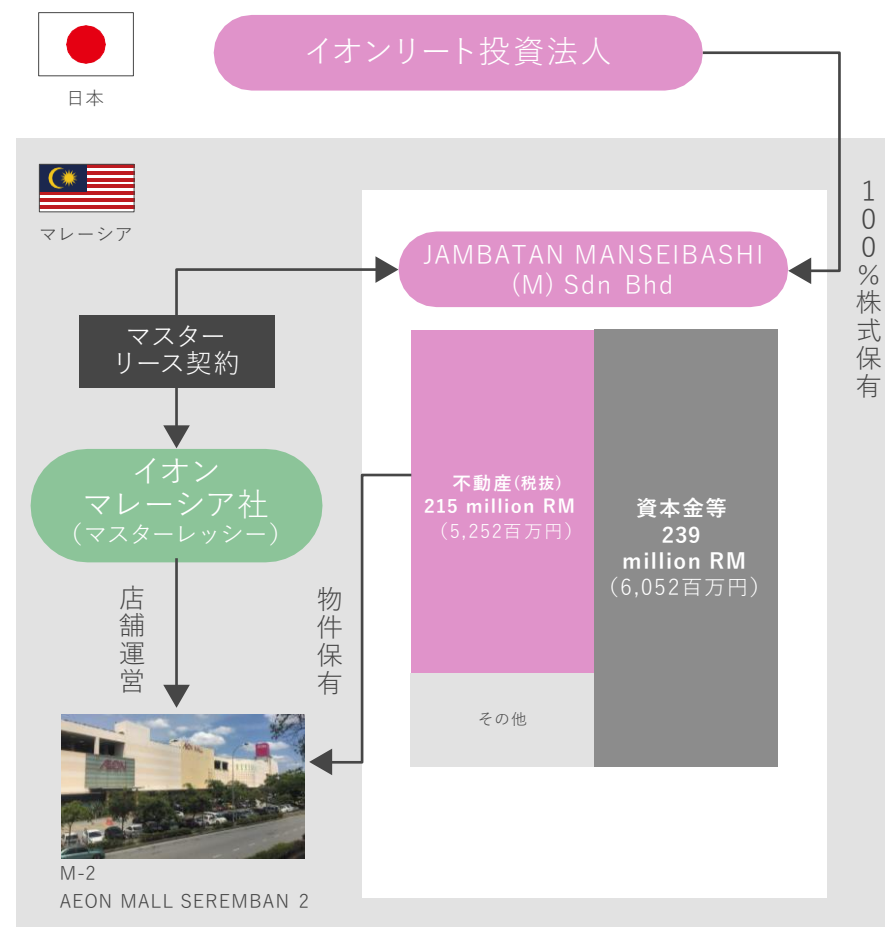 イオンリート投資法人
日本
マレーシア
100%株式保有
JAMBATAN MANSEIBASHI
(M) Sdn Bhd
マスター
リース契約
イオン
マレーシア社
(マスターレッシー)
不動産(税抜)
215 million RM
(5,252百万円)
資本金等
239
million RM
(6,052百万円)
その他
店舗運営
物件保有
AEON
AEON MALL
M-2
AEON MALL SEREMBAN 2